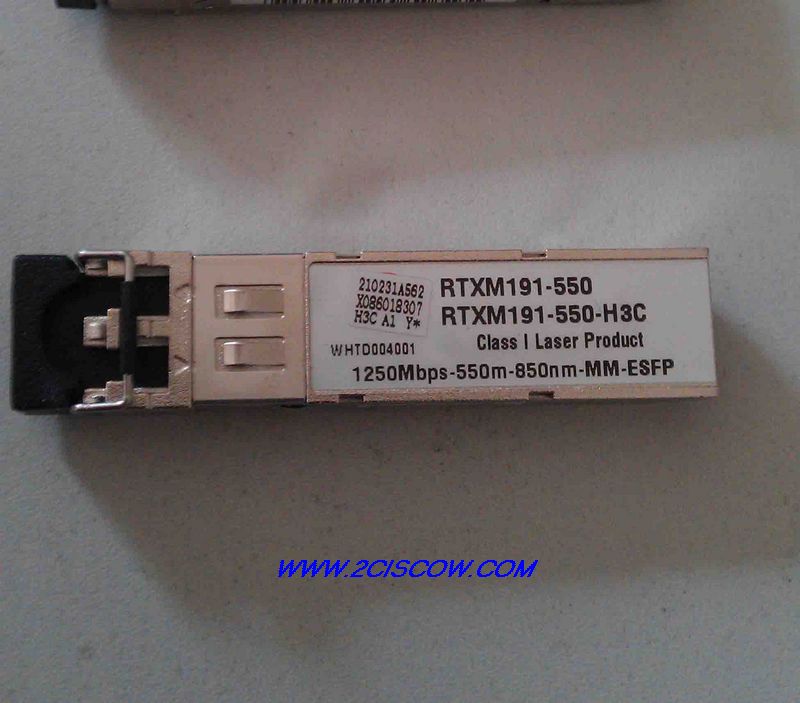 210231A562
X086018307
H3C A1 Y*
WHTD004001
RTXM191-550
RTXM191-550-H3C
Class I Laser Product
1250Mbps-550m-850nm-MM-ESFP
WWW.2CISCOW.COM